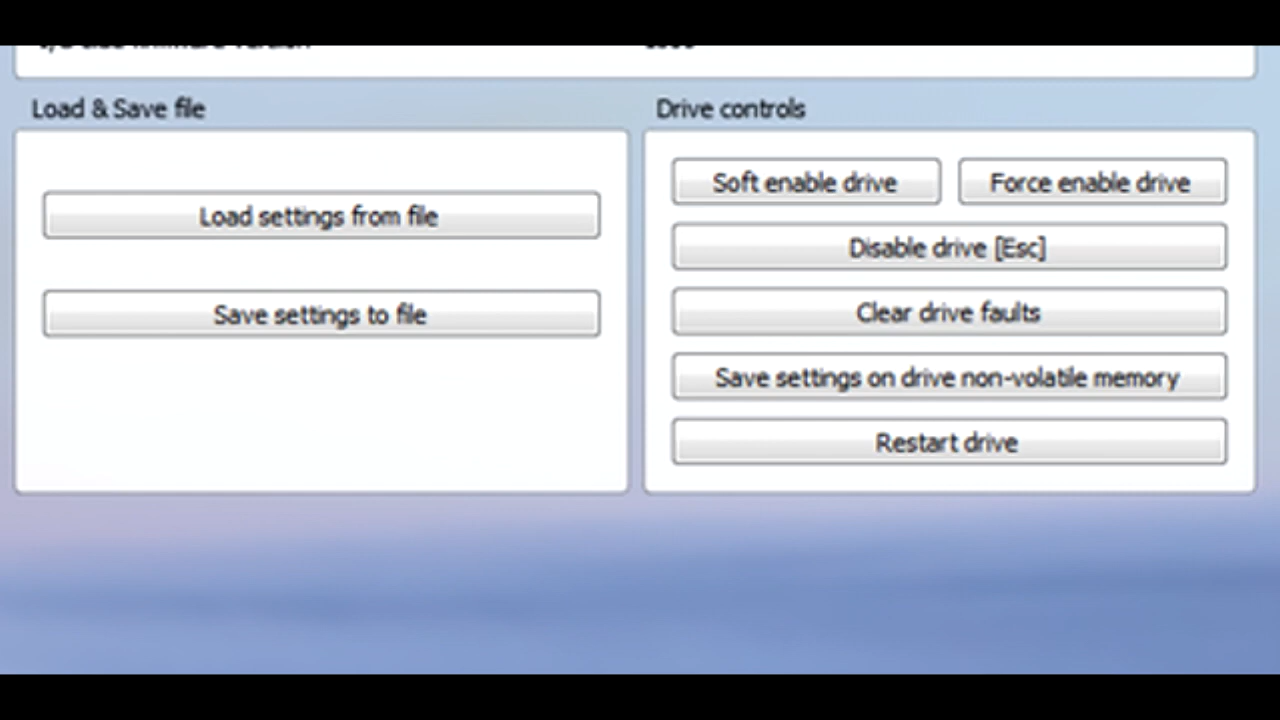 Load & Save file
Load settings from file
Save settings to file
Drive controls
Soft enable drive
Force enable drive
Disable drive [Esc]
Clear drive faults
Save settings on drive non-volatile memory
Restart drive